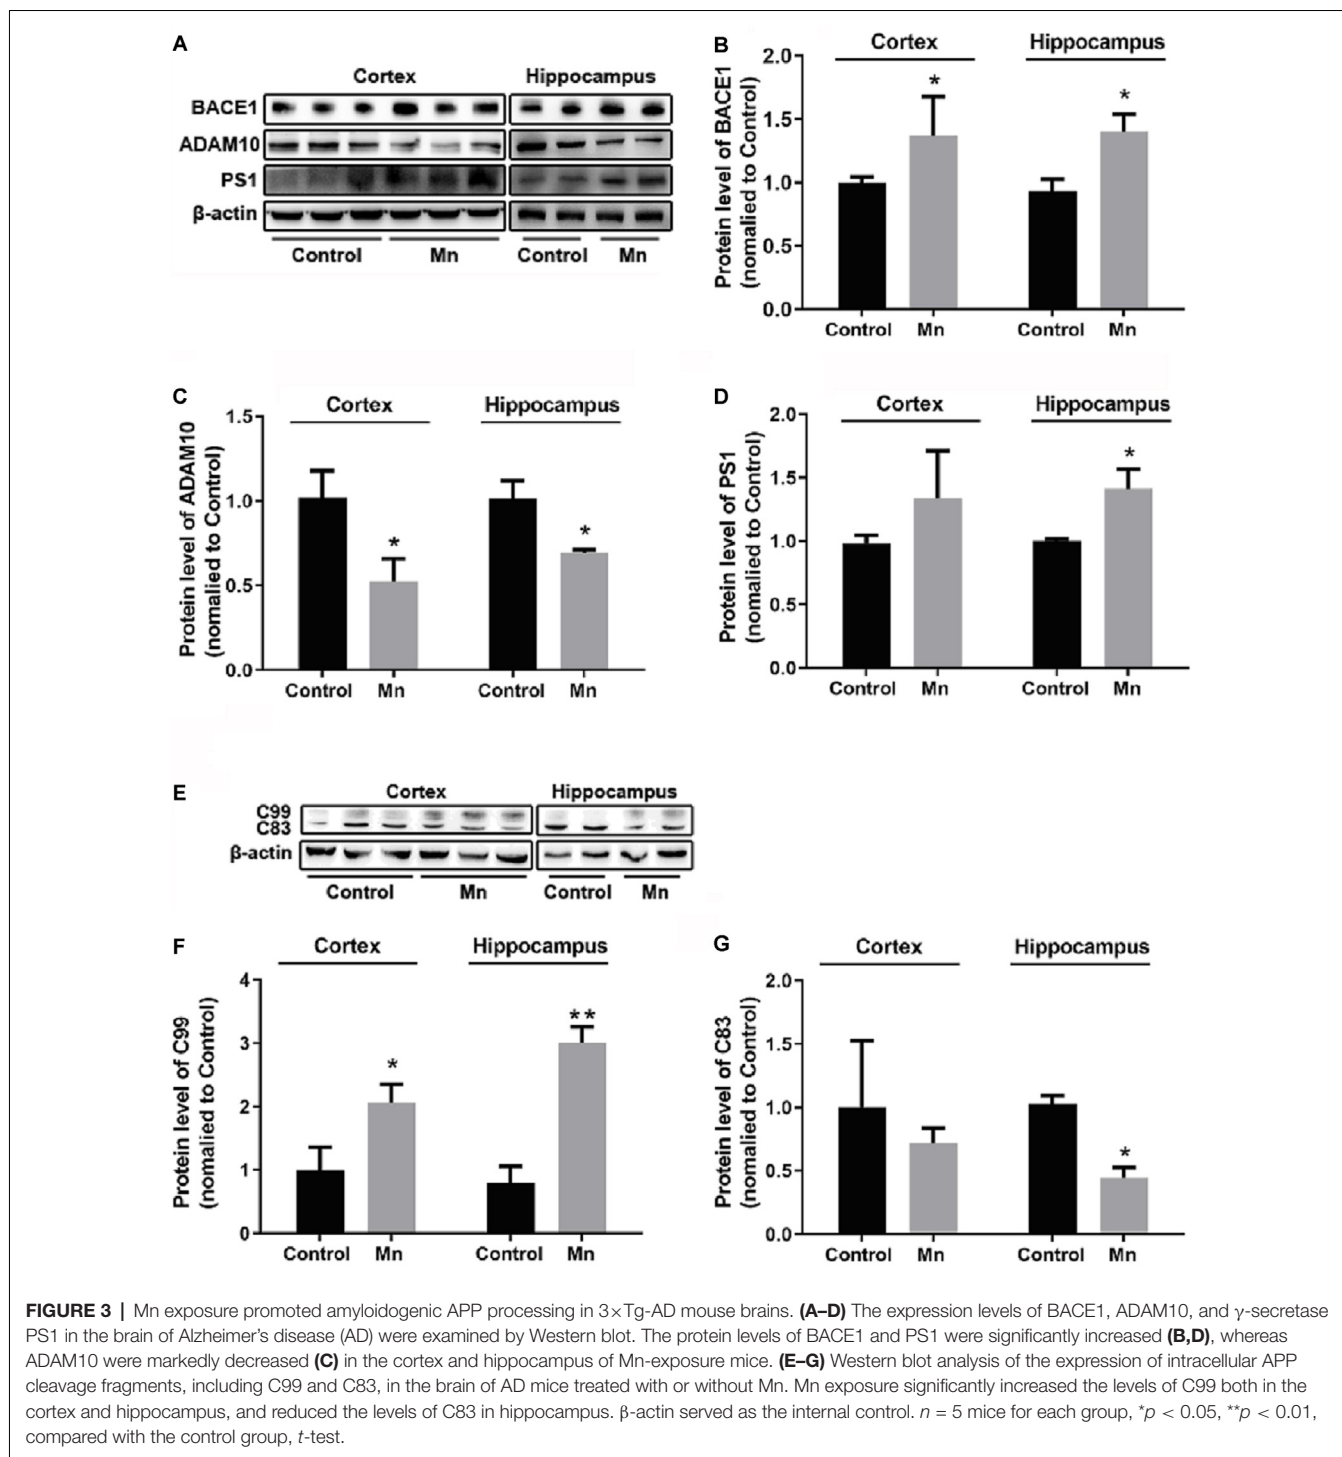 A
Cortex Hippocampus
BACE1
ADAM10
PS1
β-actin
Control Mn Control Mn
B
Cortex Hippocampus
Protein level of BACE1
(nomalied to Control)
2.0
1.5
1.0
0.5
0.0
* *
Control Mn Control Mn
C
Cortex Hippocampus
Protein level of ADAM10
(nomalied to Control)
1.5
1.0
0.5
0.0
* *
Control Mn Control Mn
D
Cortex Hippocampus
Protein level of PS1
(nomalied to Control)
2.0
1.5
1.0
0.5
0.0
*
Control Mn Control Mn
E
Cortex Hippocampus
C99
C83
β-actin
Control Mn Control Mn
F
Cortex Hippocampus
Protein level of C99
(nomalied to Control)
4
3
2
1
0
* **
Control Mn Control Mn
G
Cortex Hippocampus
Protein level of C83
(nomalied to Control)
2.0
1.5
1.0
0.5
0.0
*
Control Mn Control Mn
FIGURE 3 | Mn exposure promoted amyloidogenic APP processing in 3×Tg-AD mouse brains. (A–D) The expression levels of BACE1, ADAM10, and γ-secretase
PS1 in the brain of Alzheimer's disease (AD) were examined by Western blot. The protein levels of BACE1 and PS1 were significantly increased (B,D), whereas
ADAM10 were markedly decreased (C) in the cortex and hippocampus of Mn-exposure mice. (E–G) Western blot analysis of the expression of intracellular APP
cleavage fragments, including C99 and C83, in the brain of AD mice treated with or without Mn. Mn exposure significantly increased the levels of C99 both in the
cortex and hippocampus, and reduced the levels of C83 in hippocampus. β-actin served as the internal control. n = 5 mice for each group, *p < 0.05, **p < 0.01,
compared with the control group, t-test.